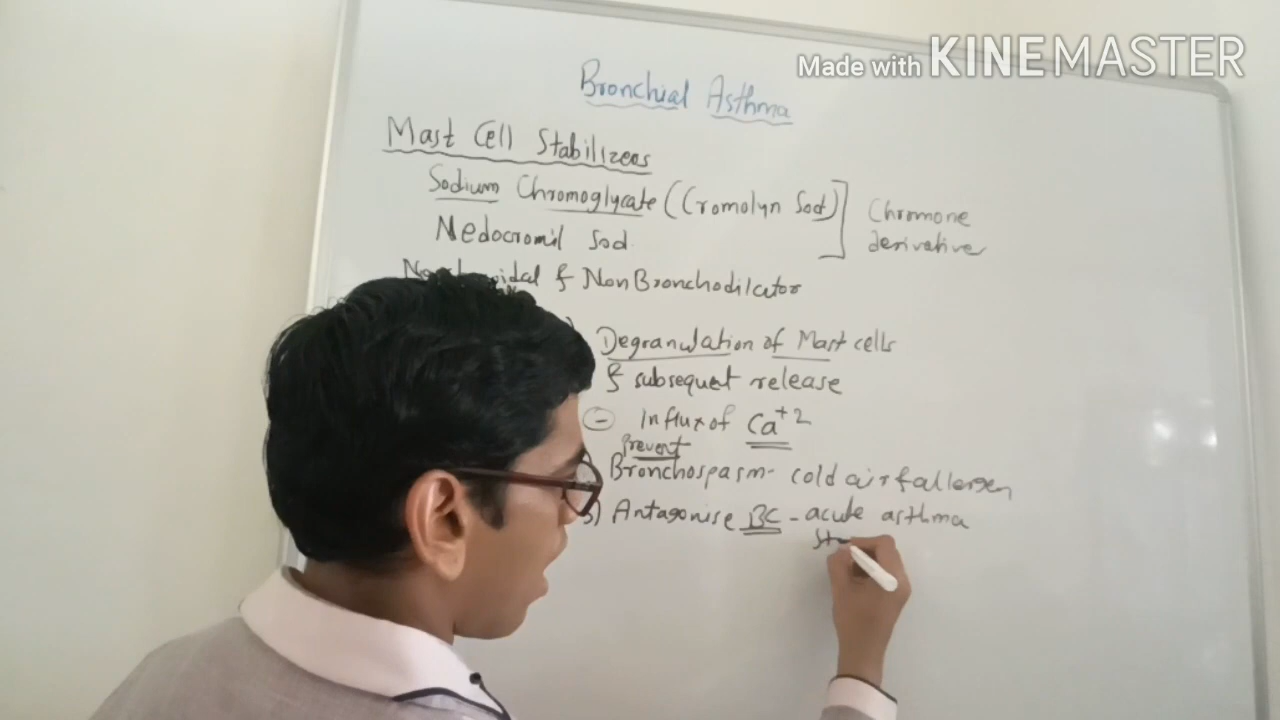 Made with KINEMASTER
Bronchial Asthma
Mast Cell Stabilizers
Sodium Chromoglycate (Cromolyn Sod)
Chromone
derivative
Nedocromil Sod.
& NonBronchodilator
Degranulation of Mast cells
& subsequent release
(-) Influx of Ca+2
prevent
Bronchospasm - cold air & allergen
3) Antagonise BC - acute asthma